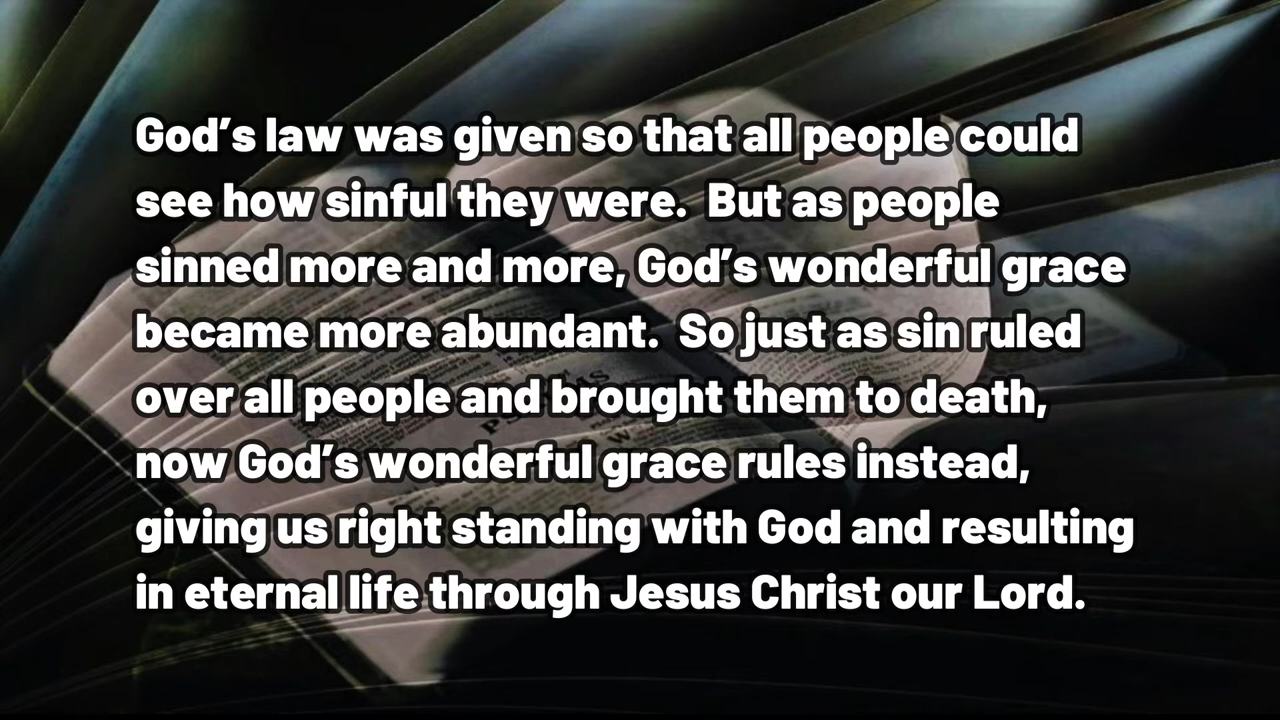 God’s law was given so that all people could
see how sinful they were.  But as people
sinned more and more, God’s wonderful grace
became more abundant.  So just as sin ruled
over all people and brought them to death,
now God’s wonderful grace rules instead,
giving us right standing with God and resulting
in eternal life through Jesus Christ our Lord.